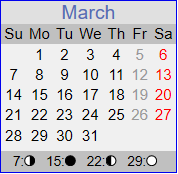 March
Su Mo Tu We Th Fr Sa
1 2 3 4 5 6
7 8 9 10 11 12 13
14 15 16 17 18 19 20
21 22 23 24 25 26 27
28 29 30 31
7: 15: 22: 29: